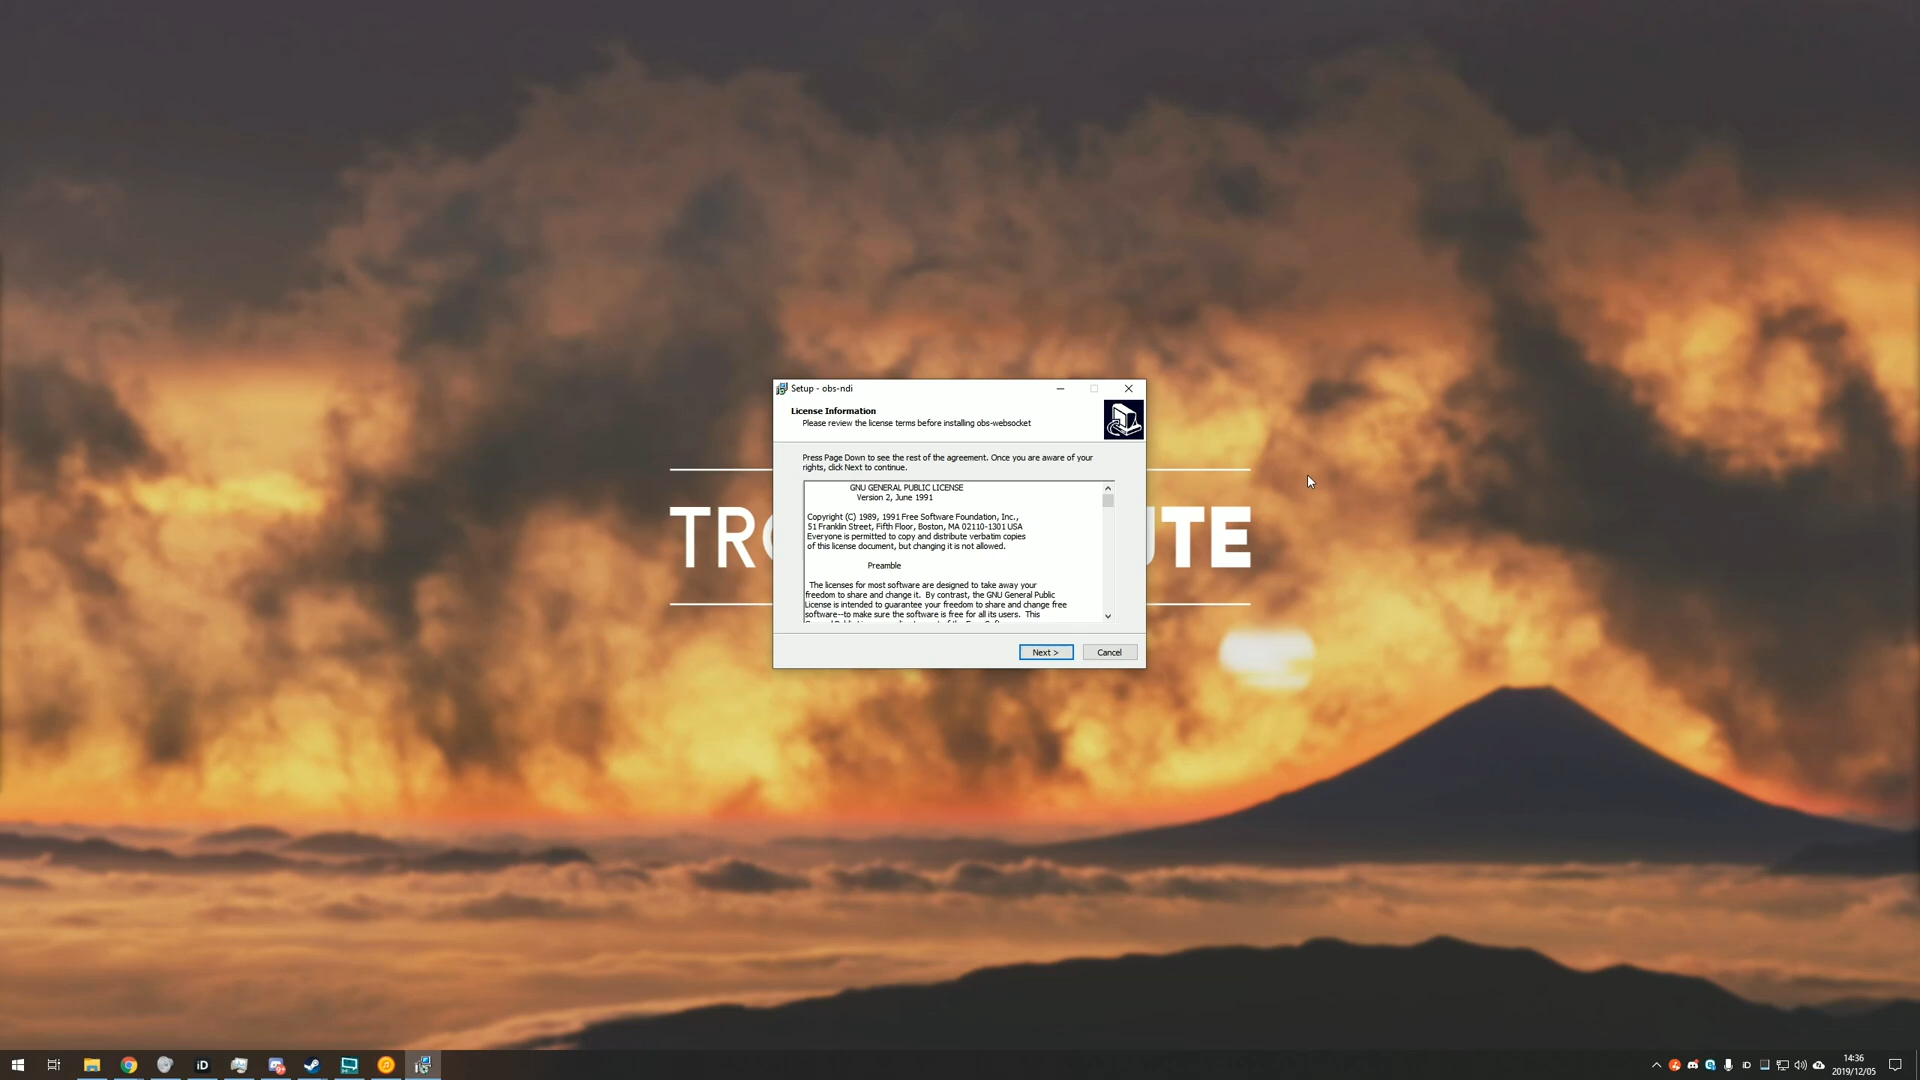 Setup - obs-ndi
License Information
Please review the license terms before installing obs-websocket
Press Page Down to see the rest of the agreement. Once you are aware of your
rights, click Next to continue.
GNU GENERAL PUBLIC LICENSE
Version 2, June 1991
Copyright (C) 1989, 1991 Free Software Foundation, Inc.,
51 Franklin Street, Fifth Floor, Boston, MA 02110-1301 USA
Everyone is permitted to copy and distribute verbatim copies
of this license document, but changing it is not allowed.
Preamble
The licenses for most software are designed to take away your
freedom to share and change it. By contrast, the GNU General Public
License is intended to guarantee your freedom to share and change free
software--to make sure the software is free for all its users. This
Next >
Cancel
iD
14:36
2019/12/05